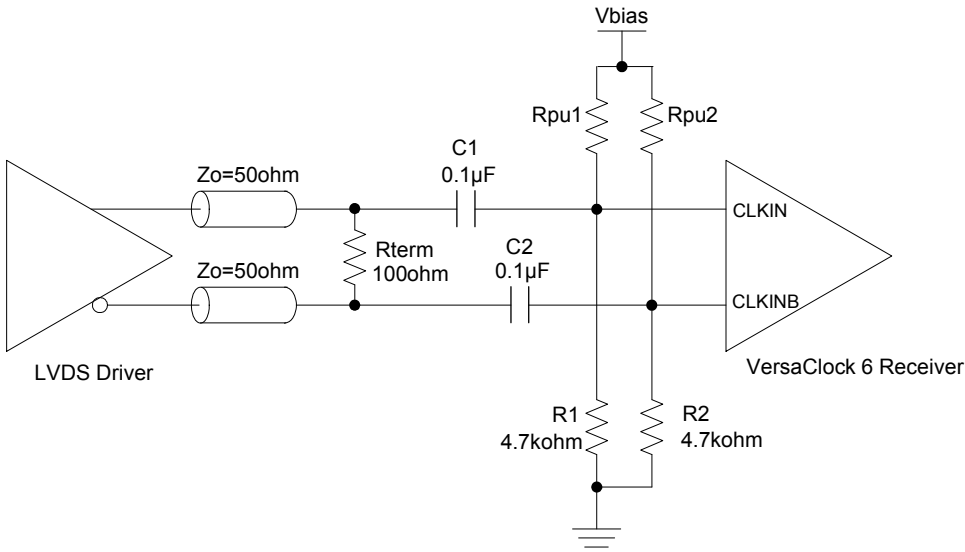 Vbias
Rpu1
Rpu2
C1
0.1µF
Zo=50ohm
CLKIN
Rterm
100ohm
C2
0.1µF
Zo=50ohm
CLKINB
LVDS Driver
VersaClock 6 Receiver
R1
4.7kohm
R2
4.7kohm